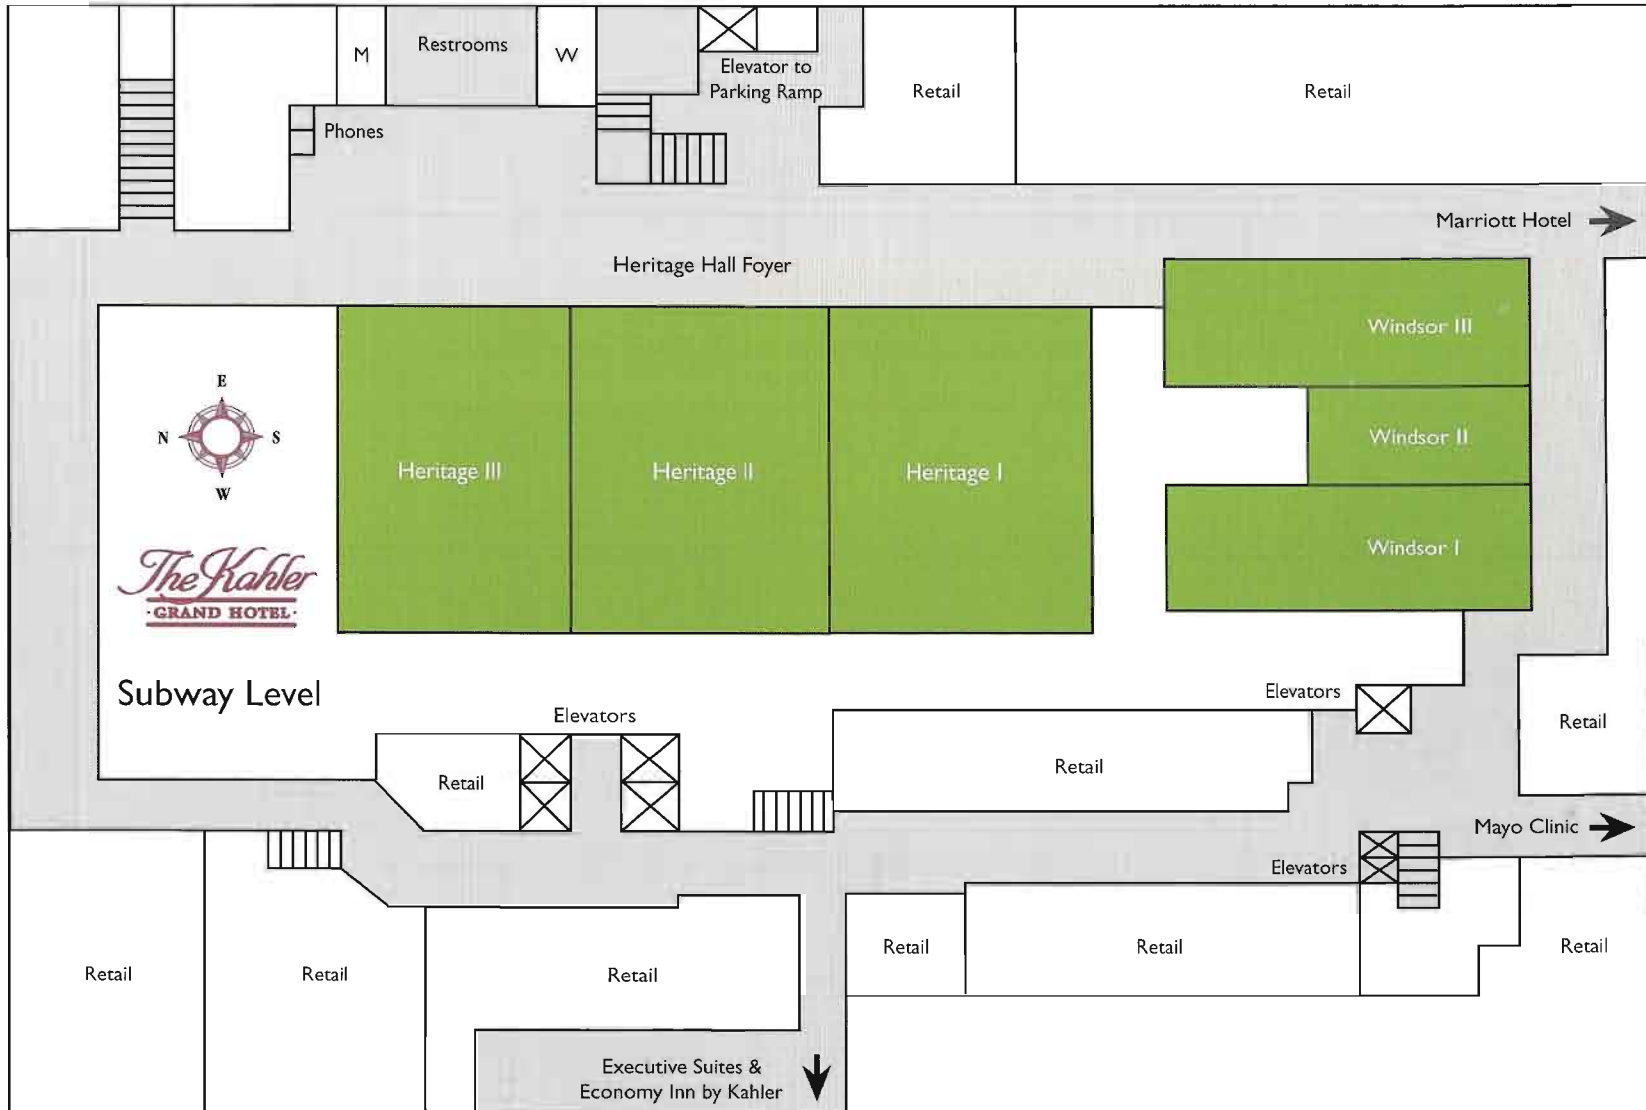 M
Restrooms
W
Elevator to
Parking Ramp
Retail
Retail
Phones
Marriott Hotel
Heritage Hall Foyer
Windsor III
E
N
S
W
Windsor II
Heritage III
Heritage II
Heritage I
Windsor I
The Kahler
·GRAND HOTEL·
Subway Level
Elevators
Elevators
Retail
Retail
Retail
Mayo Clinic
Elevators
Retail
Retail
Retail
Retail
Retail
Retail
Executive Suites &
Economy Inn by Kahler